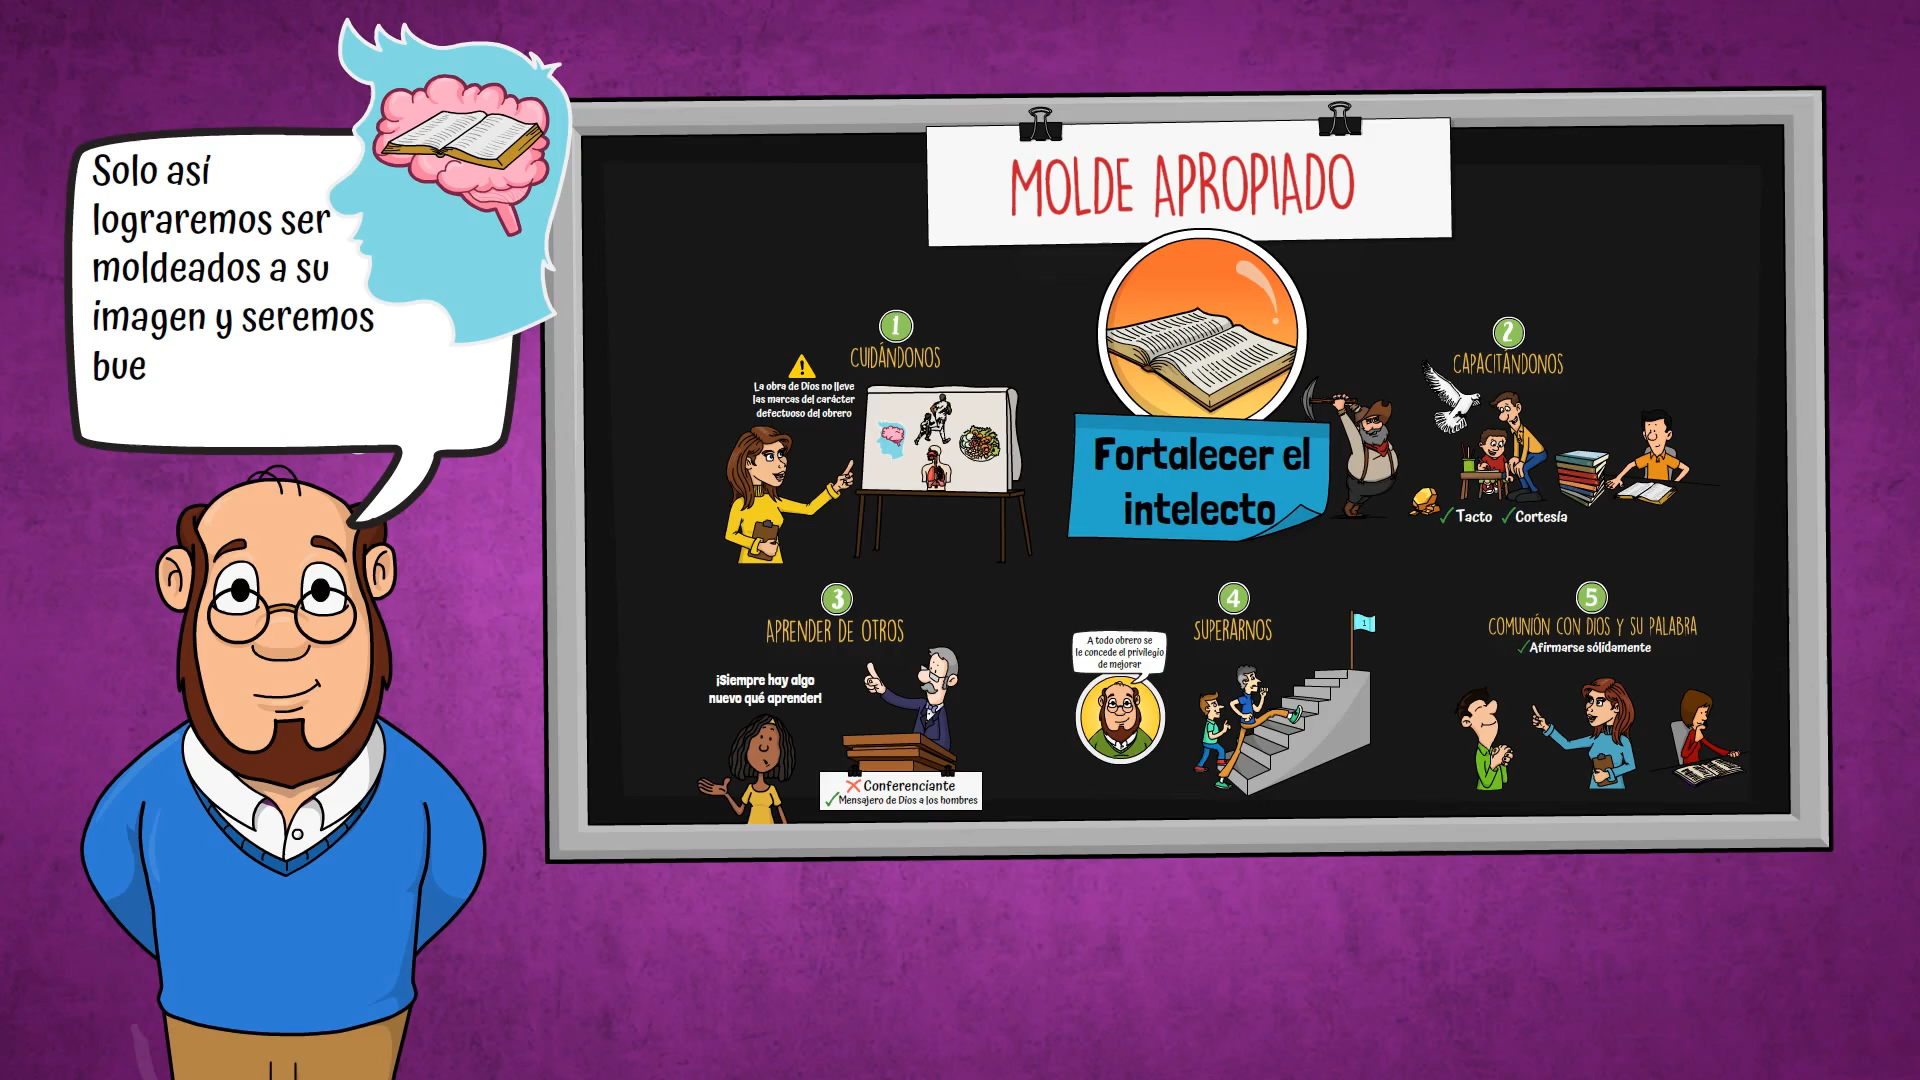 Solo así
lograremos ser
moldeados a su
imagen y seremos
bue
MOLDE APROPIADO
Fortalecer el
intelecto
1
CUIDÁNDONOS
La obra de Dios no lleve
las marcas del carácter
defectuoso del obrero
2
CAPACITÁNDONOS
Tacto
Cortesía
3
APRENDER DE OTROS
¡Siempre hay algo
nuevo qué aprender!
Conferenciante
Mensajero de Dios a los hombres
4
SUPERARNOS
A todo obrero se
le concede el privilegio
de mejorar
1
5
COMUNIÓN CON DIOS Y SU PALABRA
Afirmarse sólidamente